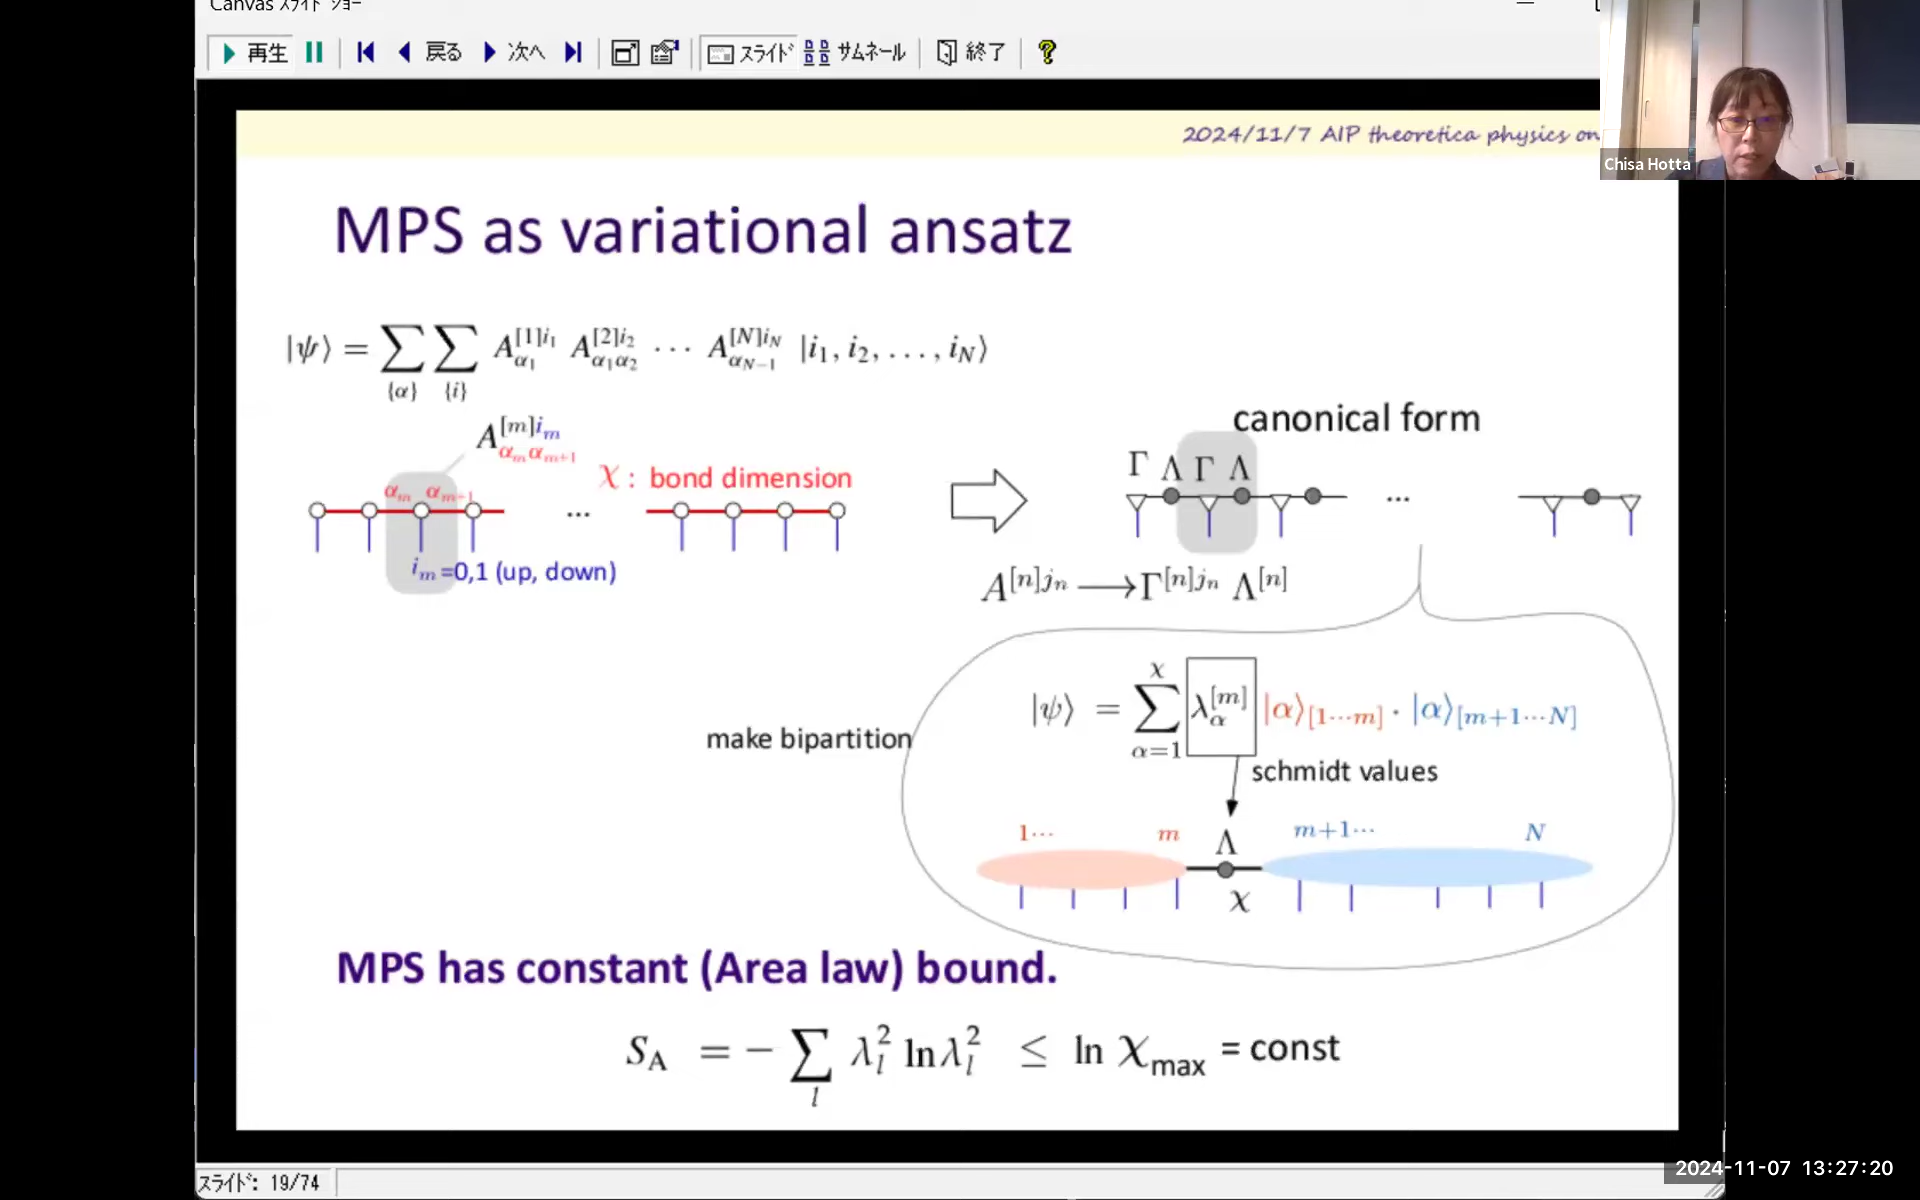 Canvas スライド ショー
再生 戻る 次へ スライド サムネール 終了
2024/11/7 AIP theoretica physics on
Chisa Hotta
MPS as variational ansatz
|ψ⟩ = ∑_{α} ∑_{i} A^{[1]i_1}_{α_1} A^{[2]i_2}_{α_1α_2} ⋯ A^{[N]i_N}_{α_{N−1}} |i_1, i_2, . . . , i_N⟩
A^{[m]i_m}_{α_mα_{m+1}}
χ : bond dimension
α_m α_{m+1}
...
i_m=0,1 (up, down)
canonical form
Γ Λ Γ Λ
...
A^{[n]j_n} ⟶ Γ^{[n]j_n} Λ^{[n]}
|ψ⟩ = ∑_{α=1}^{χ} λ_α^{[m]} |α⟩_{[1⋯m]} · |α⟩_{[m+1⋯N]}
make bipartition
schmidt values
1⋯ m Λ m+1⋯ N
χ
MPS has constant (Area law) bound.
S_A = − ∑_l λ_l^2 ln λ_l^2 ≤ ln χ_max = const
スライド: 19/74
2024-11-07 13:27:20